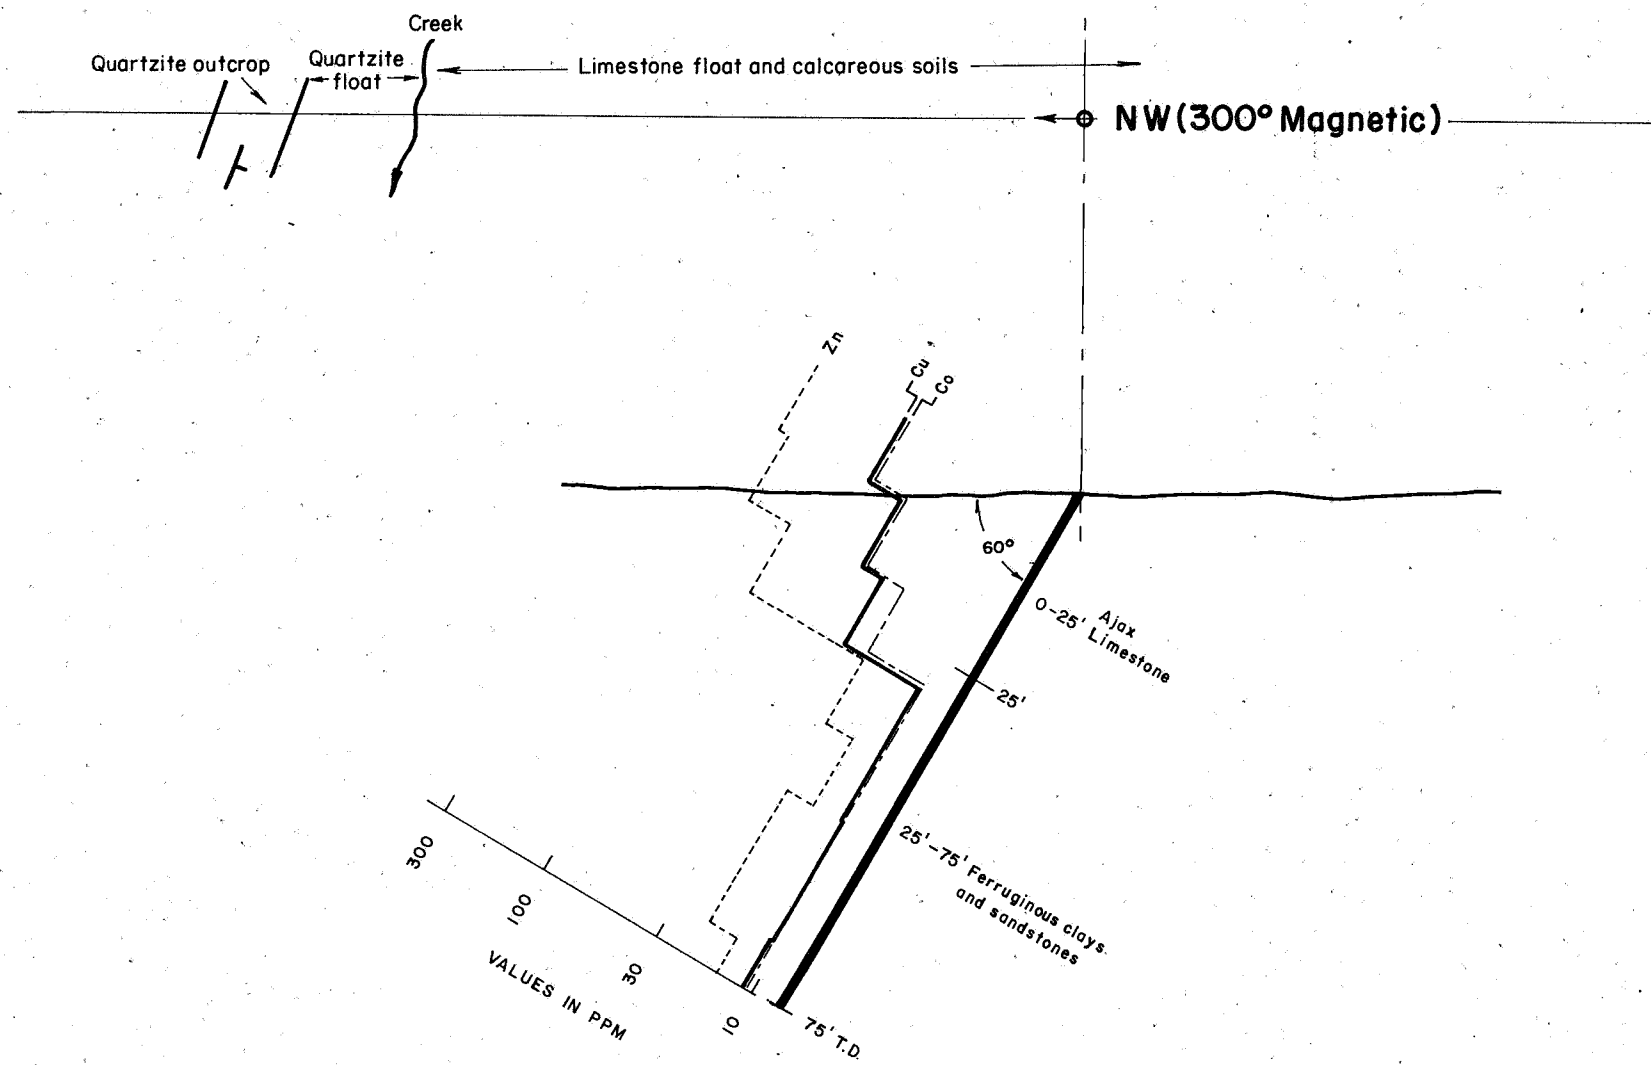 Creek
Quartzite outcrop
Quartzite
float
Limestone float and calcareous soils
NW (300° Magnetic)
Zn
Cu
Co
60°
Ajax
0-25' Limestone
25'
25'-75' Ferruginous clays
and sandstones
300
100
30
10
VALUES IN PPM
75' T.D.